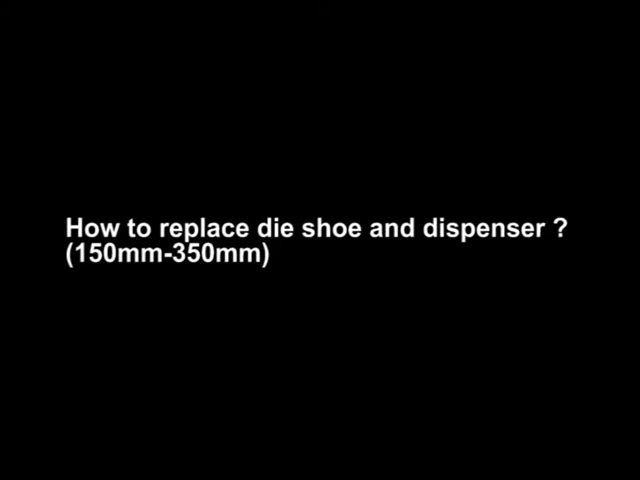 How to replace die shoe and dispenser ?
(150mm-350mm)